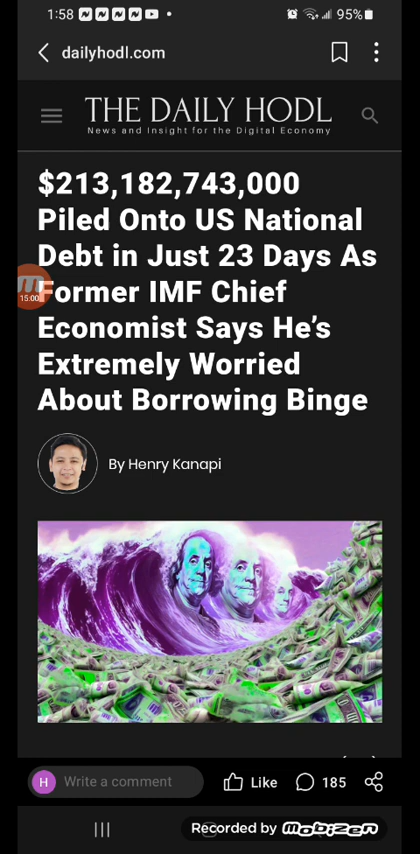 1:58
95%
dailyhodl.com
THE DAILY HODL
News and Insight for the Digital Economy
$213,182,743,000
Piled Onto US National
Debt in Just 23 Days As
Former IMF Chief
Economist Says He's
Extremely Worried
About Borrowing Binge
15:00
By Henry Kanapi
H
Write a comment
Like
185
Recorded by MOBIZEN